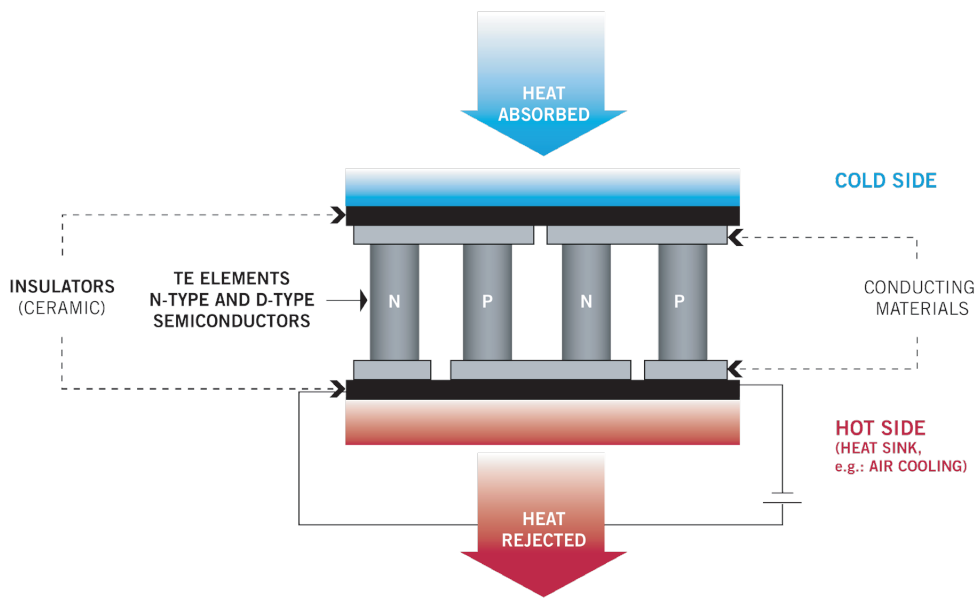 HEAT
ABSORBED
COLD SIDE
INSULATORS
(CERAMIC)
TE ELEMENTS
N-TYPE AND D-TYPE
SEMICONDUCTORS
N
P
N
P
CONDUCTING
MATERIALS
HOT SIDE
(HEAT SINK,
e.g.: AIR COOLING)
HEAT
REJECTED